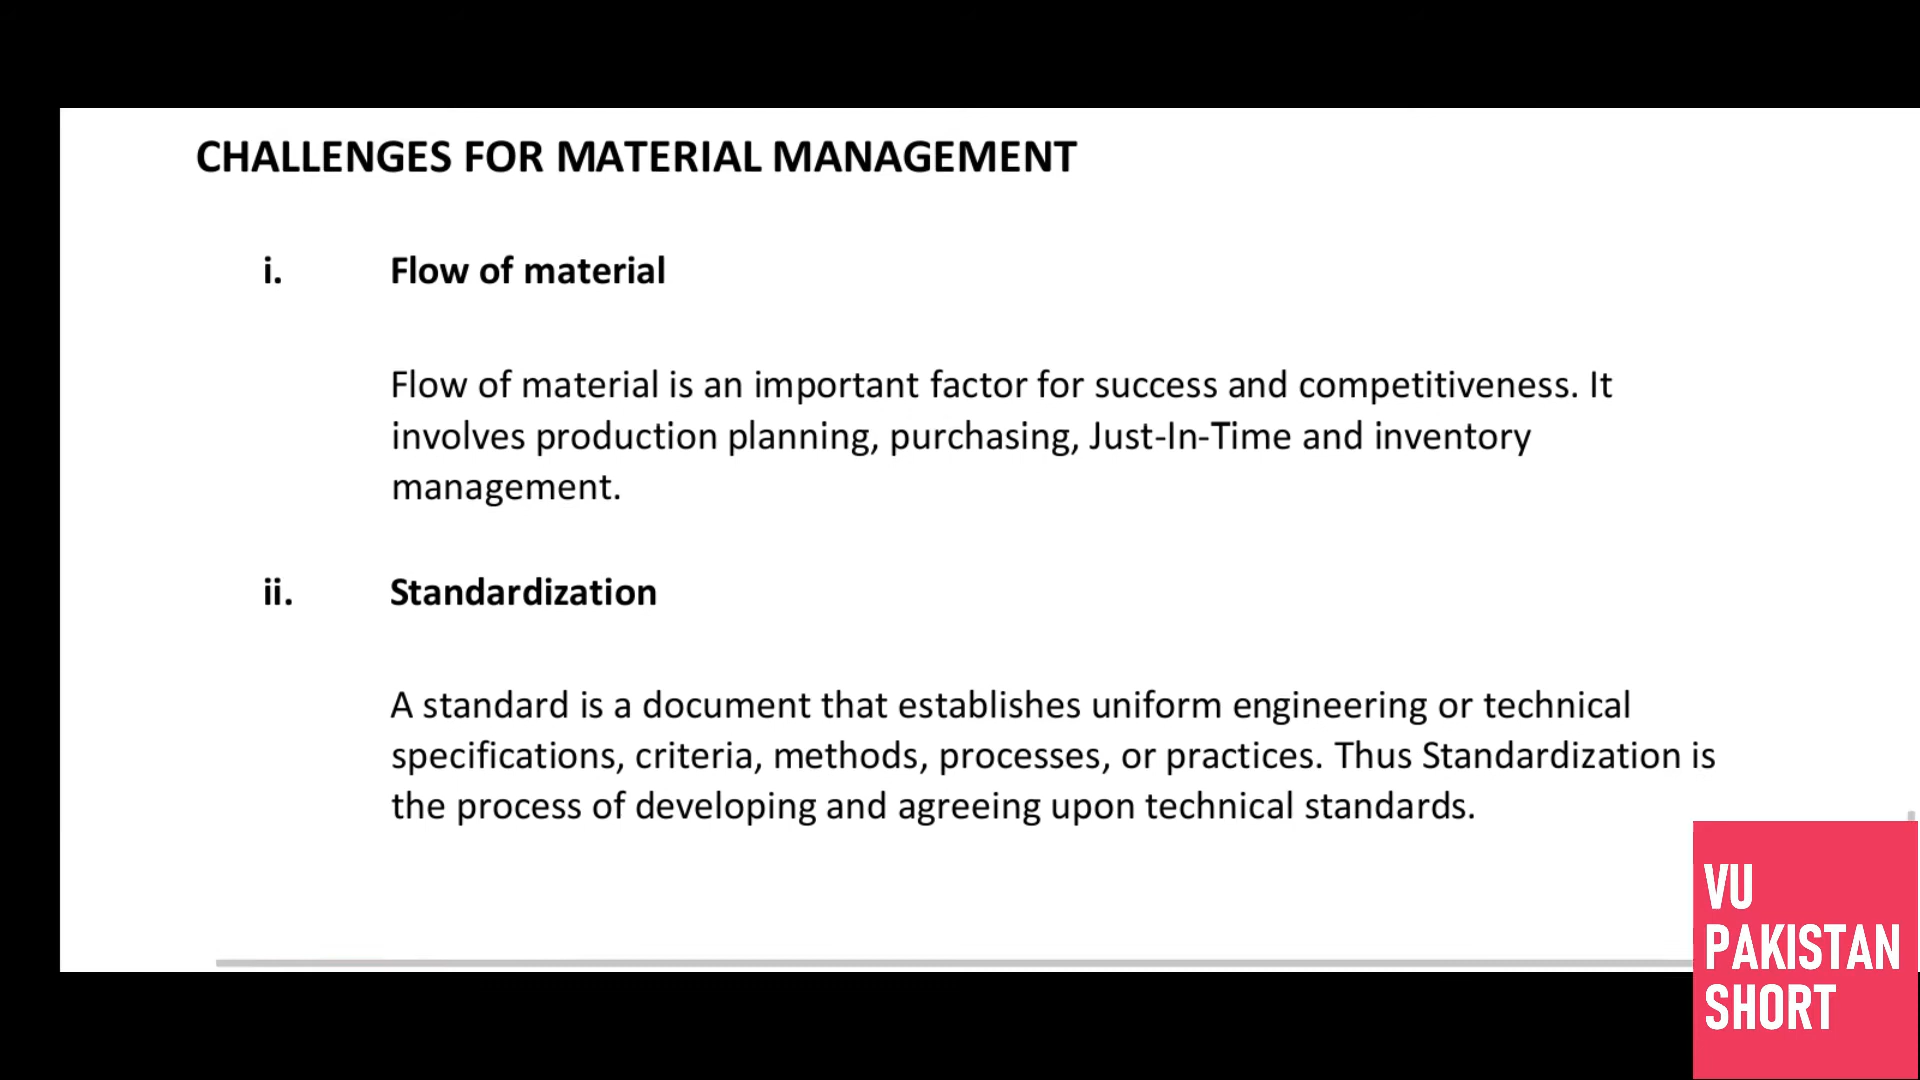 CHALLENGES FOR MATERIAL MANAGEMENT
i. Flow of material
Flow of material is an important factor for success and competitiveness. It
involves production planning, purchasing, Just-In-Time and inventory
management.
ii. Standardization
A standard is a document that establishes uniform engineering or technical
specifications, criteria, methods, processes, or practices. Thus Standardization is
the process of developing and agreeing upon technical standards.
VU
PAKISTAN
SHORT